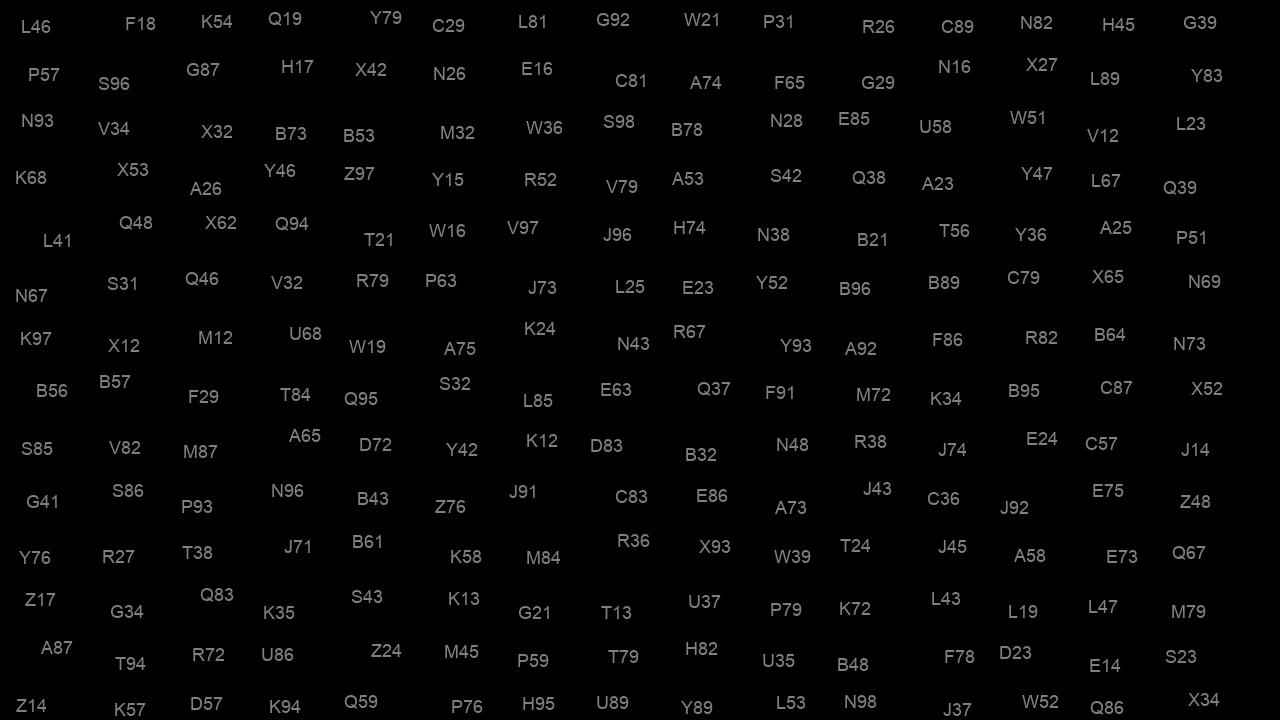 L46 F18 K54 Q19 Y79 C29 L81 G92 W21 P31 R26 C89 N82 H45 G39
P57 S96 G87 H17 X42 N26 E16 C81 A74 F65 G29 N16 X27 L89 Y83
N93 V34 X32 B73 B53 M32 W36 S98 B78 N28 E85 U58 W51 V12 L23
K68 X53 A26 Y46 Z97 Y15 R52 V79 A53 S42 Q38 A23 Y47 L67 Q39
L41 Q48 X62 Q94 T21 W16 V97 J96 H74 N38 B21 T56 Y36 A25 P51
N67 S31 Q46 V32 R79 P63 J73 L25 E23 Y52 B96 B89 C79 X65 N69
K97 X12 M12 U68 W19 A75 K24 N43 R67 Y93 A92 F86 R82 B64 N73
B56 B57 F29 T84 Q95 S32 L85 E63 Q37 F91 M72 K34 B95 C87 X52
S85 V82 M87 A65 D72 Y42 K12 D83 B32 N48 R38 J74 E24 C57 J14
G41 S86 P93 N96 B43 Z76 J91 C83 E86 A73 J43 C36 J92 E75 Z48
Y76 R27 T38 J71 B61 K58 M84 R36 X93 W39 T24 J45 A58 E73 Q67
Z17 G34 Q83 K35 S43 K13 G21 T13 U37 P79 K72 L43 L19 L47 M79
A87 T94 R72 U86 Z24 M45 P59 T79 H82 U35 B48 F78 D23 E14 S23
Z14 K57 D57 K94 Q59 P76 H95 U89 Y89 L53 N98 J37 W52 Q86 X34